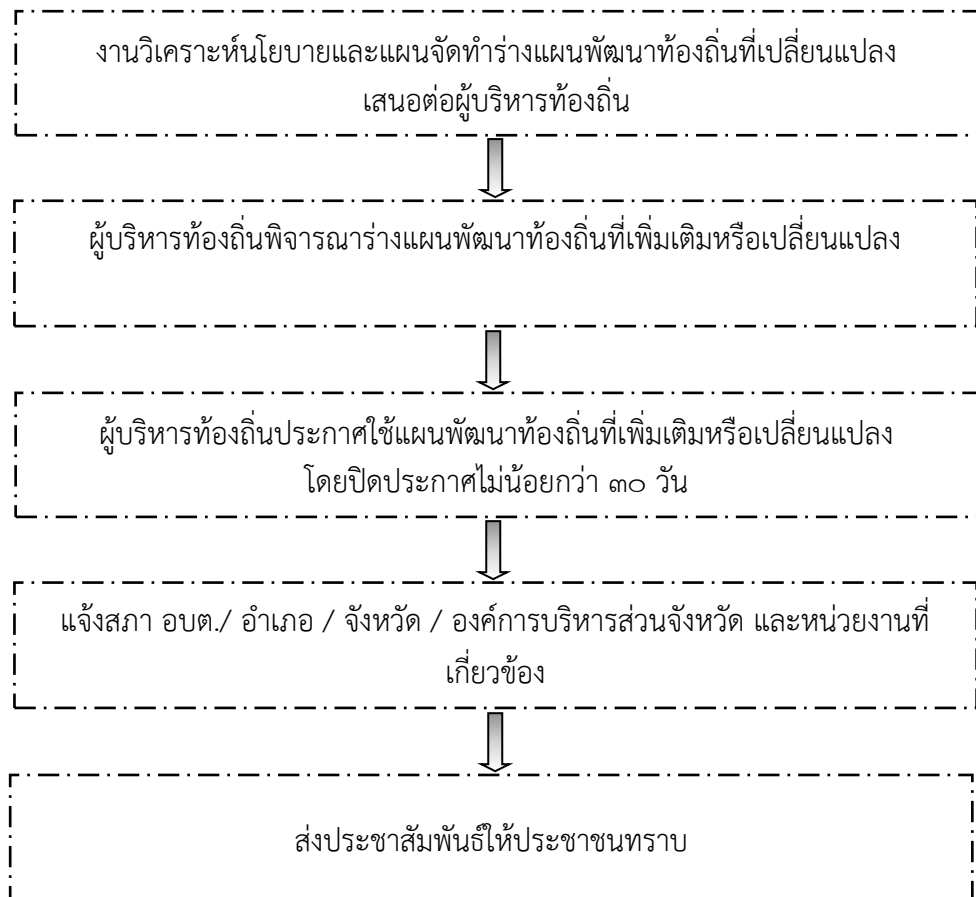 งานวิเคราะห์นโยบายและแผนจัดทำร่างแผนพัฒนาท้องถิ่นที่เปลี่ยนแปลง
เสนอต่อผู้บริหารท้องถิ่น
ผู้บริหารท้องถิ่นพิจารณาร่างแผนพัฒนาท้องถิ่นที่เพิ่มเติมหรือเปลี่ยนแปลง
ผู้บริหารท้องถิ่นประกาศใช้แผนพัฒนาท้องถิ่นที่เพิ่มเติมหรือเปลี่ยนแปลง
โดยปิดประกาศไม่น้อยกว่า ๓๐ วัน
แจ้งสภา อบต./ อำเภอ / จังหวัด / องค์การบริหารส่วนจังหวัด และหน่วยงานที่
เกี่ยวข้อง
ส่งประชาสัมพันธ์ให้ประชาชนทราบ